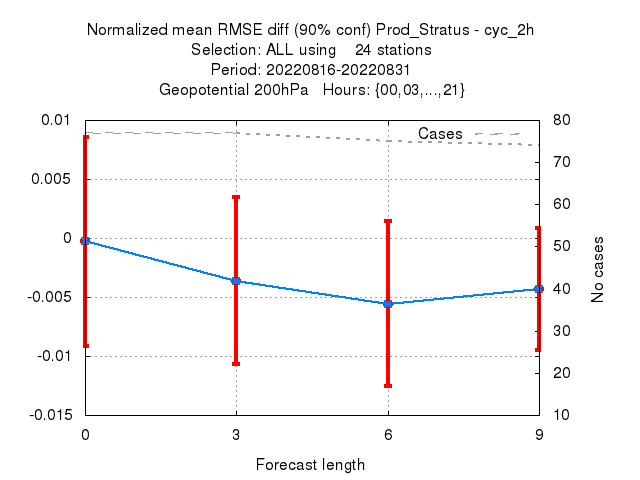 Normalized mean RMSE diff (90% conf) Prod_Stratus - cyc_2h
Selection: ALL using    24 stations
Period: 20220816-20220831
Geopotential 200hPa   Hours: {00,03,...,21}
0.01
0.005
0
-0.005
-0.01
-0.015
Cases
80
70
60
50
40
30
20
10
No cases
0 3 6 9
Forecast length